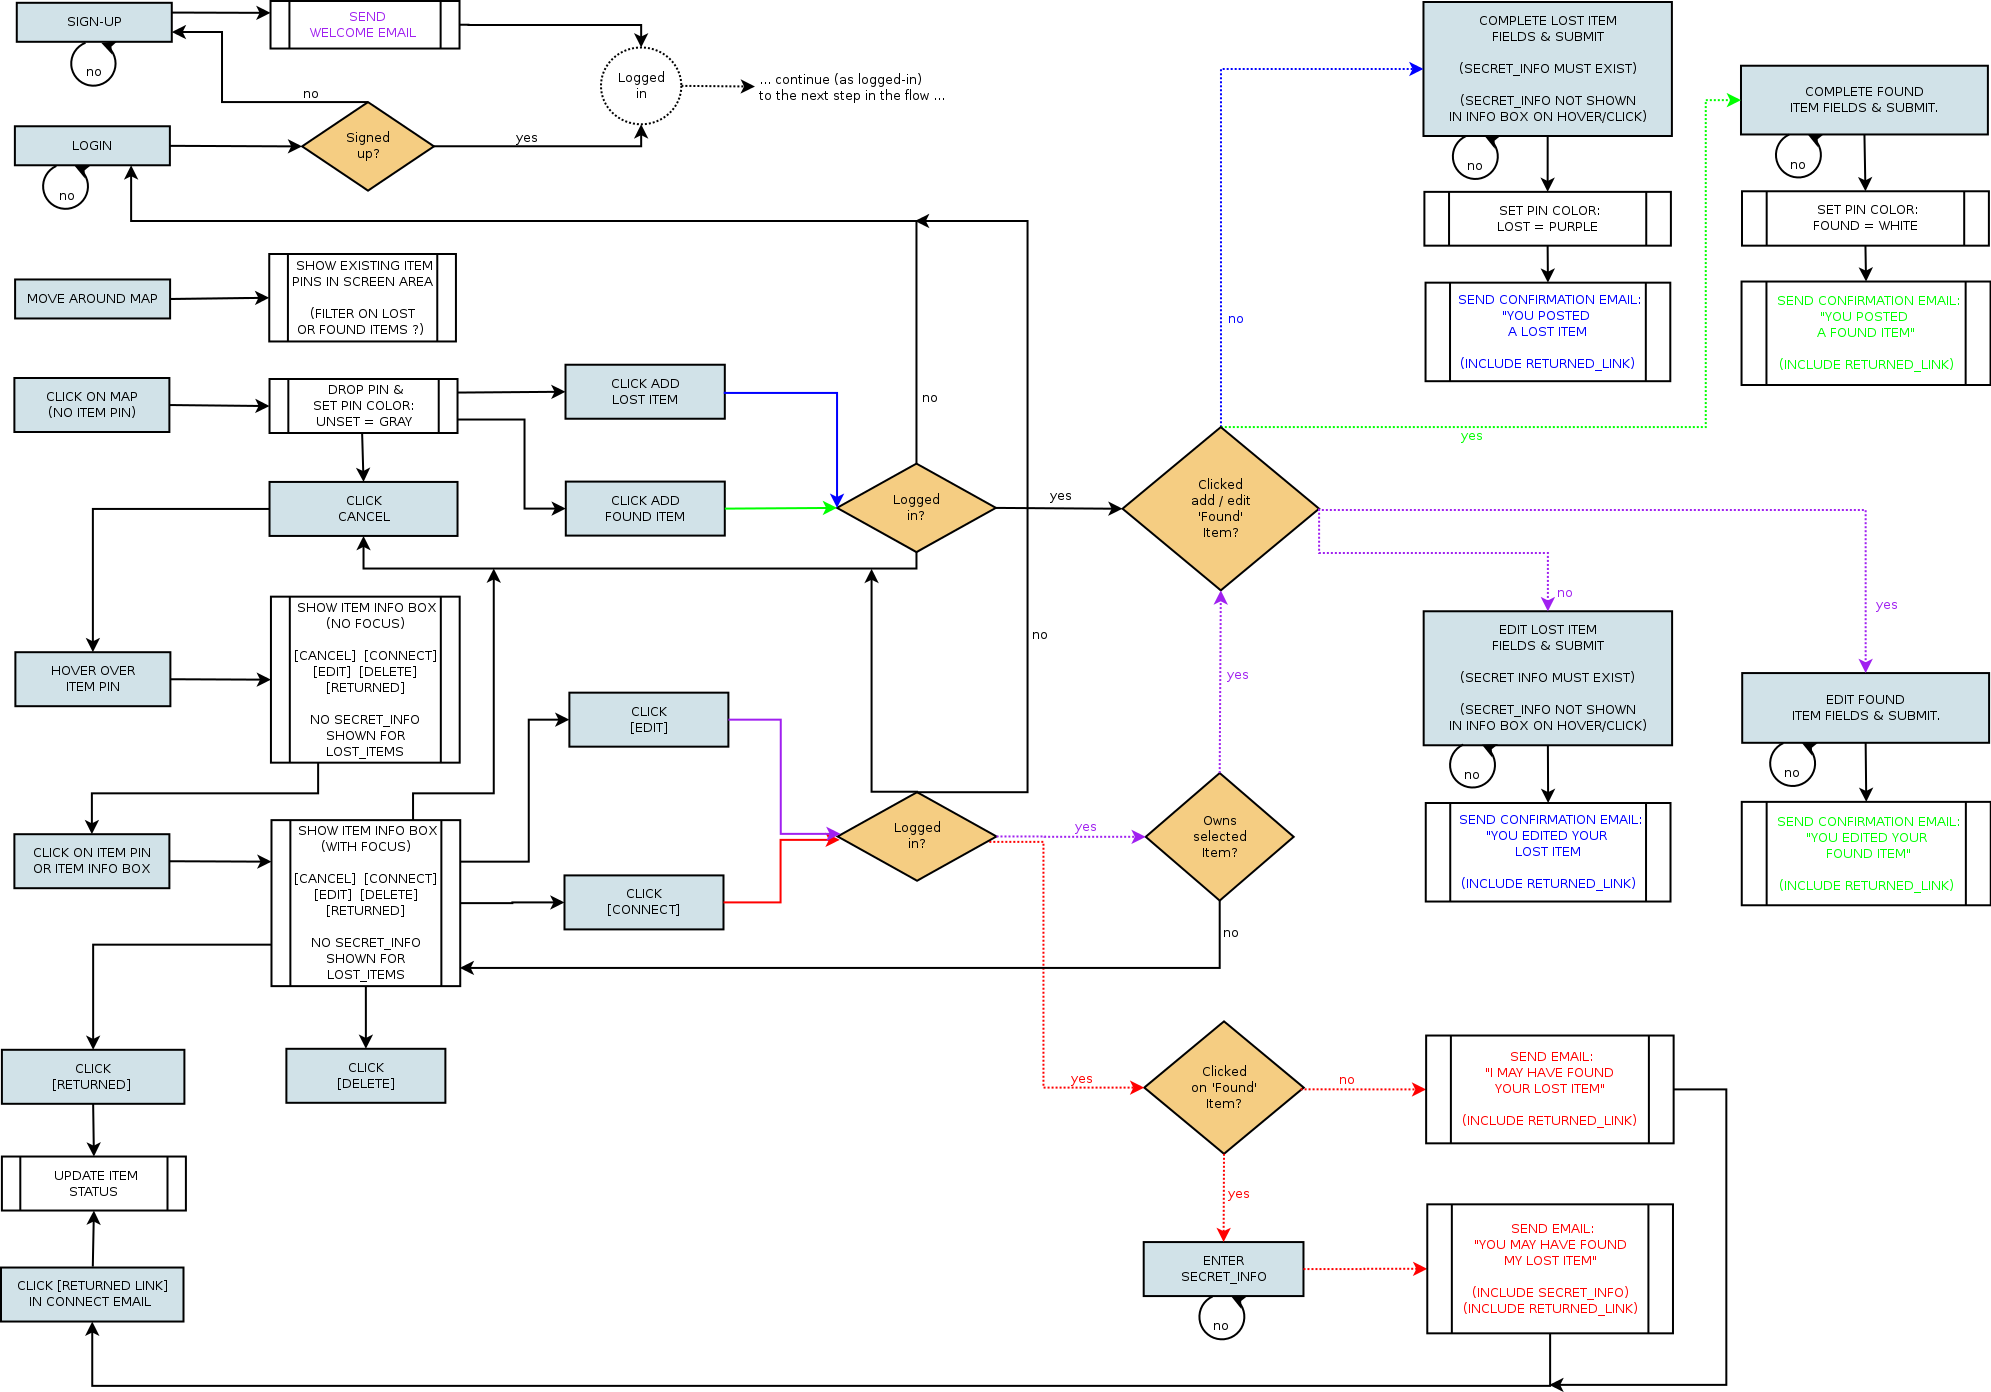 SIGN-UP
no
SEND
WELCOME EMAIL
Logged
in
... continue (as logged-in)
to the next step in the flow ...
no
LOGIN
no
Signed
up?
yes
MOVE AROUND MAP
SHOW EXISTING ITEM
PINS IN SCREEN AREA
(FILTER ON LOST
OR FOUND ITEMS ?)
CLICK ON MAP
(NO ITEM PIN)
DROP PIN &
SET PIN COLOR:
UNSET = GRAY
CLICK ADD
LOST ITEM
CLICK
CANCEL
CLICK ADD
FOUND ITEM
Logged
in?
no
yes
no
Clicked
add / edit
'Found'
Item?
no
yes
COMPLETE LOST ITEM
FIELDS & SUBMIT
(SECRET_INFO MUST EXIST)
(SECRET_INFO NOT SHOWN
IN INFO BOX ON HOVER/CLICK)
no
SET PIN COLOR:
LOST = PURPLE
SEND CONFIRMATION EMAIL:
"YOU POSTED
A LOST ITEM
(INCLUDE RETURNED_LINK)
COMPLETE FOUND
ITEM FIELDS & SUBMIT.
no
SET PIN COLOR:
FOUND = WHITE
SEND CONFIRMATION EMAIL:
"YOU POSTED
A FOUND ITEM"
(INCLUDE RETURNED_LINK)
no
yes
EDIT LOST ITEM
FIELDS & SUBMIT
(SECRET INFO MUST EXIST)
(SECRET_INFO NOT SHOWN
IN INFO BOX ON HOVER/CLICK)
no
SEND CONFIRMATION EMAIL:
"YOU EDITED YOUR
LOST ITEM
(INCLUDE RETURNED_LINK)
EDIT FOUND
ITEM FIELDS & SUBMIT.
no
SEND CONFIRMATION EMAIL:
"YOU EDITED YOUR
FOUND ITEM"
(INCLUDE RETURNED_LINK)
HOVER OVER
ITEM PIN
SHOW ITEM INFO BOX
(NO FOCUS)
[CANCEL] [CONNECT]
[EDIT] [DELETE]
[RETURNED]
NO SECRET_INFO
SHOWN FOR
LOST_ITEMS
CLICK ON ITEM PIN
OR ITEM INFO BOX
SHOW ITEM INFO BOX
(WITH FOCUS)
[CANCEL] [CONNECT]
[EDIT] [DELETE]
[RETURNED]
NO SECRET_INFO
SHOWN FOR
LOST_ITEMS
CLICK
[EDIT]
CLICK
[CONNECT]
Logged
in?
yes
yes
Owns
selected
Item?
no
CLICK
[RETURNED]
CLICK
[DELETE]
UPDATE ITEM
STATUS
CLICK [RETURNED LINK]
IN CONNECT EMAIL
yes
Clicked
on 'Found'
Item?
no
yes
SEND EMAIL:
"I MAY HAVE FOUND
YOUR LOST ITEM"
(INCLUDE RETURNED_LINK)
ENTER
SECRET_INFO
no
SEND EMAIL:
"YOU MAY HAVE FOUND
MY LOST ITEM"
(INCLUDE SECRET_INFO)
(INCLUDE RETURNED_LINK)